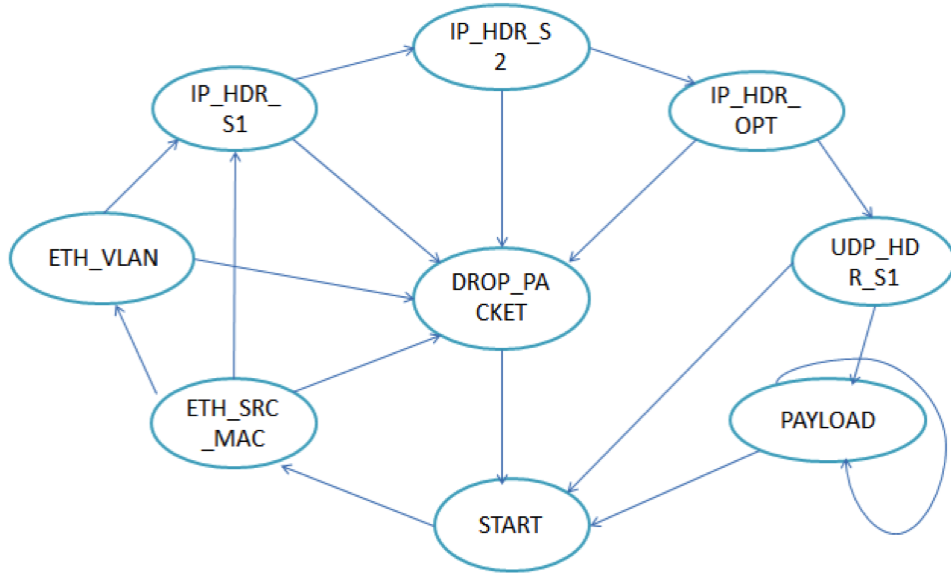 IP_HDR_S
2
IP_HDR_
S1
IP_HDR_
OPT
ETH_VLAN
UDP_HD
R_S1
DROP_PA
CKET
ETH_SRC
_MAC
PAYLOAD
START